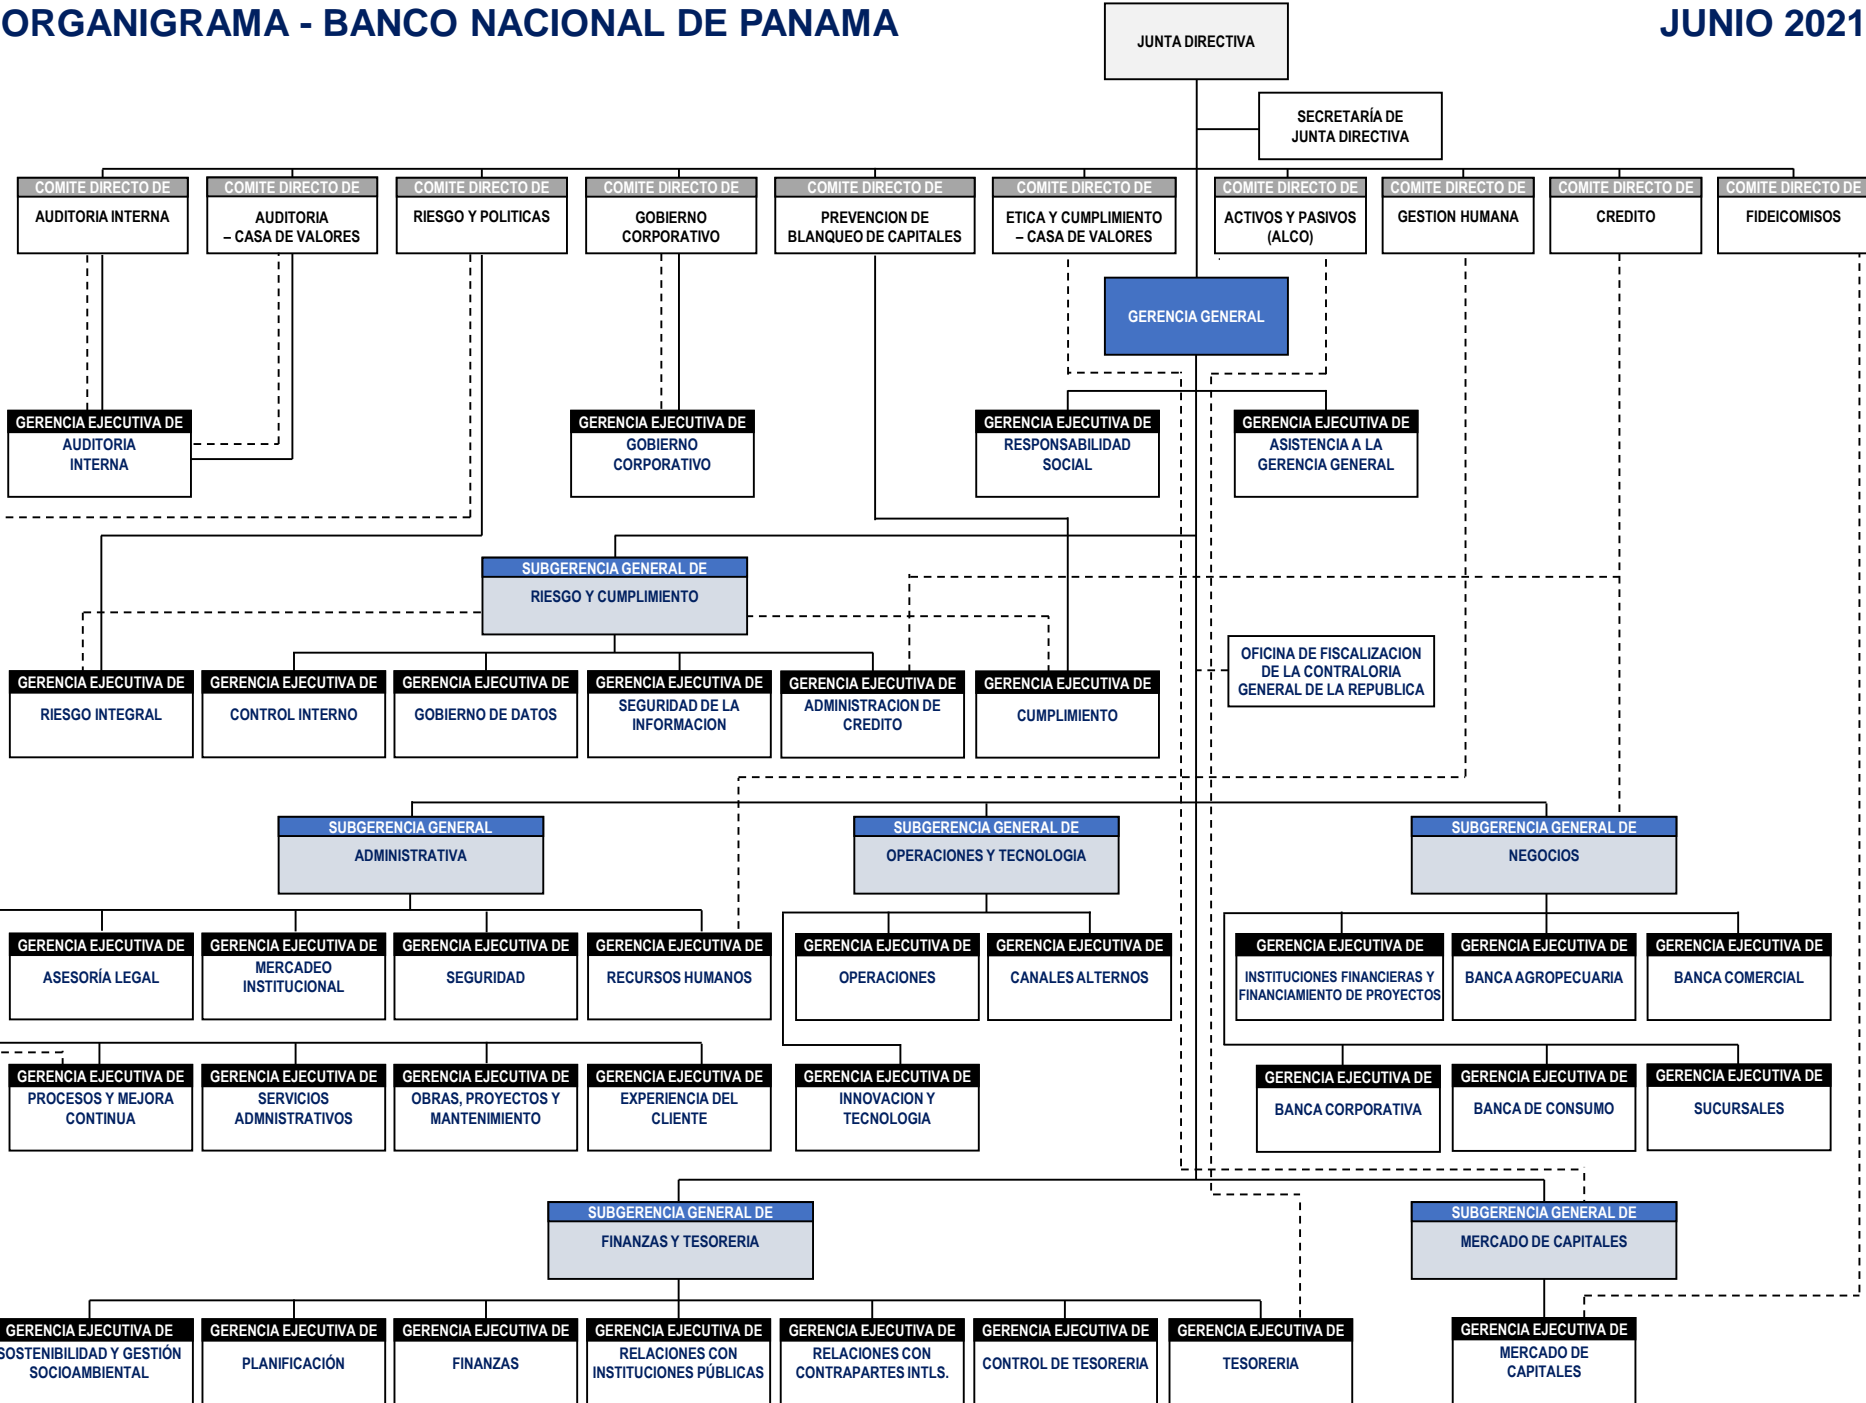 ORGANIGRAMA - BANCO NACIONAL DE PANAMA
JUNIO 2021
JUNTA DIRECTIVA
SECRETARÍA DE
JUNTA DIRECTIVA
COMITE DIRECTO DE
AUDITORIA INTERNA
COMITE DIRECTO DE
AUDITORIA
– CASA DE VALORES
COMITE DIRECTO DE
RIESGO Y POLITICAS
COMITE DIRECTO DE
GOBIERNO
CORPORATIVO
COMITE DIRECTO DE
PREVENCION DE
BLANQUEO DE CAPITALES
COMITE DIRECTO DE
ETICA Y CUMPLIMIENTO
– CASA DE VALORES
COMITE DIRECTO DE
ACTIVOS Y PASIVOS
(ALCO)
COMITE DIRECTO DE
GESTION HUMANA
COMITE DIRECTO DE
CREDITO
COMITE DIRECTO DE
FIDEICOMISOS
GERENCIA GENERAL
GERENCIA EJECUTIVA DE
AUDITORIA
INTERNA
GERENCIA EJECUTIVA DE
GOBIERNO
CORPORATIVO
GERENCIA EJECUTIVA DE
RESPONSABILIDAD
SOCIAL
GERENCIA EJECUTIVA DE
ASISTENCIA A LA
GERENCIA GENERAL
SUBGERENCIA GENERAL DE
RIESGO Y CUMPLIMIENTO
OFICINA DE FISCALIZACION
DE LA CONTRALORIA
GENERAL DE LA REPUBLICA
GERENCIA EJECUTIVA DE
RIESGO INTEGRAL
GERENCIA EJECUTIVA DE
CONTROL INTERNO
GERENCIA EJECUTIVA DE
GOBIERNO DE DATOS
GERENCIA EJECUTIVA DE
SEGURIDAD DE LA
INFORMACION
GERENCIA EJECUTIVA DE
ADMINISTRACION DE
CREDITO
GERENCIA EJECUTIVA DE
CUMPLIMIENTO
SUBGERENCIA GENERAL
ADMINISTRATIVA
SUBGERENCIA GENERAL DE
OPERACIONES Y TECNOLOGIA
SUBGERENCIA GENERAL DE
NEGOCIOS
GERENCIA EJECUTIVA DE
ASESORÍA LEGAL
GERENCIA EJECUTIVA DE
MERCADEO
INSTITUCIONAL
GERENCIA EJECUTIVA DE
SEGURIDAD
GERENCIA EJECUTIVA DE
RECURSOS HUMANOS
GERENCIA EJECUTIVA DE
OPERACIONES
GERENCIA EJECUTIVA DE
CANALES ALTERNOS
GERENCIA EJECUTIVA DE
INSTITUCIONES FINANCIERAS Y
FINANCIAMIENTO DE PROYECTOS
GERENCIA EJECUTIVA DE
BANCA AGROPECUARIA
GERENCIA EJECUTIVA DE
BANCA COMERCIAL
GERENCIA EJECUTIVA DE
PROCESOS Y MEJORA
CONTINUA
GERENCIA EJECUTIVA DE
SERVICIOS
ADMNISTRATIVOS
GERENCIA EJECUTIVA DE
OBRAS, PROYECTOS Y
MANTENIMIENTO
GERENCIA EJECUTIVA DE
EXPERIENCIA DEL
CLIENTE
GERENCIA EJECUTIVA DE
INNOVACION Y
TECNOLOGIA
GERENCIA EJECUTIVA DE
BANCA CORPORATIVA
GERENCIA EJECUTIVA DE
BANCA DE CONSUMO
GERENCIA EJECUTIVA DE
SUCURSALES
SUBGERENCIA GENERAL DE
FINANZAS Y TESORERIA
SUBGERENCIA GENERAL DE
MERCADO DE CAPITALES
GERENCIA EJECUTIVA DE
SOSTENIBILIDAD Y GESTIÓN
SOCIOAMBIENTAL
GERENCIA EJECUTIVA DE
PLANIFICACIÓN
GERENCIA EJECUTIVA DE
FINANZAS
GERENCIA EJECUTIVA DE
RELACIONES CON
INSTITUCIONES PÚBLICAS
GERENCIA EJECUTIVA DE
RELACIONES CON
CONTRAPARTES INTLS.
GERENCIA EJECUTIVA DE
CONTROL DE TESORERIA
GERENCIA EJECUTIVA DE
TESORERIA
GERENCIA EJECUTIVA DE
MERCADO DE
CAPITALES